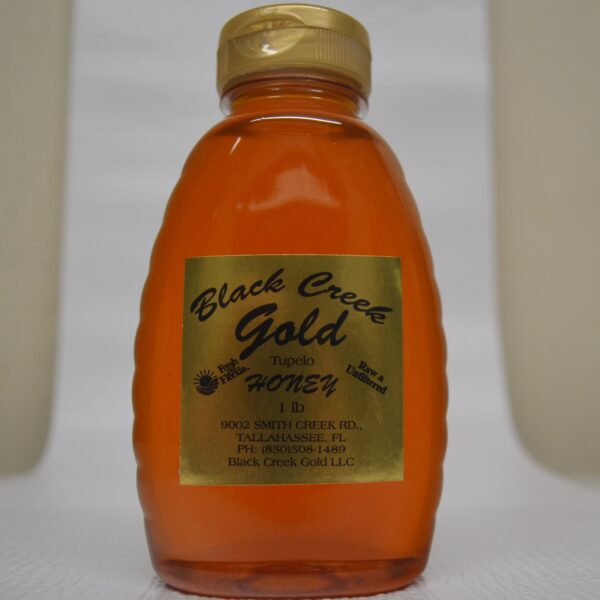 Black Creek
Gold
Tupelo
Fresh
from
Florida®
HONEY
Raw &
Unfiltered
1 lb
9002 SMITH CREEK RD.,
TALLAHASSEE, FL
PH: (850)508-1489
Black Creek Gold LLC